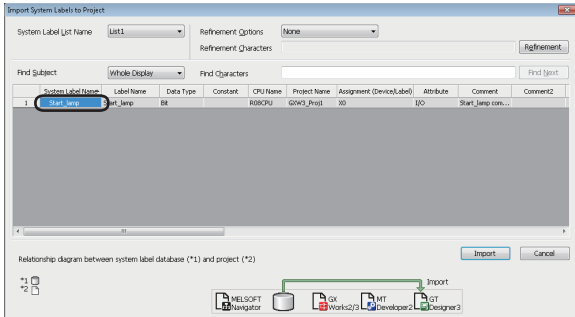 Import System Labels to Project
System Label List Name List1 Refinement Options None
Refinement Characters Refinement
Find Subject Whole Display Find Characters Find Next
System Label Name Label Name Data Type Constant CPU Name Project Name Assignment (Device/Label) Attribute Comment Comment2
1 Start_lamp Start_lamp Bit R08CPU GXW3_Proj1 X0 I/O Start_lamp com...
Import Cancel
Relationship diagram between system label database (*1) and project (*2)
*1
*2
Import
MELSOFT Navigator GX Works2/3 MT Developer2 GT Designer3